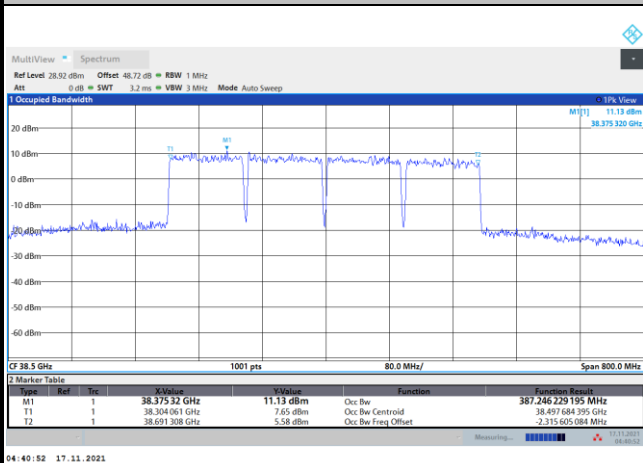 MultiView Spectrum
Ref Level 28.92 dBm Offset 48.72 dB RBW 1 MHz
Att 0 dB SWT 3.2 ms VBW 3 MHz Mode Auto Sweep
1 Occupied Bandwidth 1Pk View
M1[1] 11.13 dBm
38.375 320 GHz
20 dBm
M1
T1
T2
10 dBm
0 dBm
-10 dBm
-20 dBm
-30 dBm
-40 dBm
-50 dBm
-60 dBm
CF 38.5 GHz 1001 pts 80.0 MHz/ Span 800.0 MHz
2 Marker Table
Type Ref Trc X-Value Y-Value Function Function Result
M1 1 38.37532 GHz 11.13 dBm Occ Bw 387.246 229 195 MHz
T1 1 38.304 061 GHz 7.65 dBm Occ Bw Centroid 38.497 684 395 GHz
T2 1 38.691 308 GHz 5.58 dBm Occ Bw Freq Offset -2.315 605 084 MHz
Measuring... 17.11.2021
04:40:52
04:40:52 17.11.2021